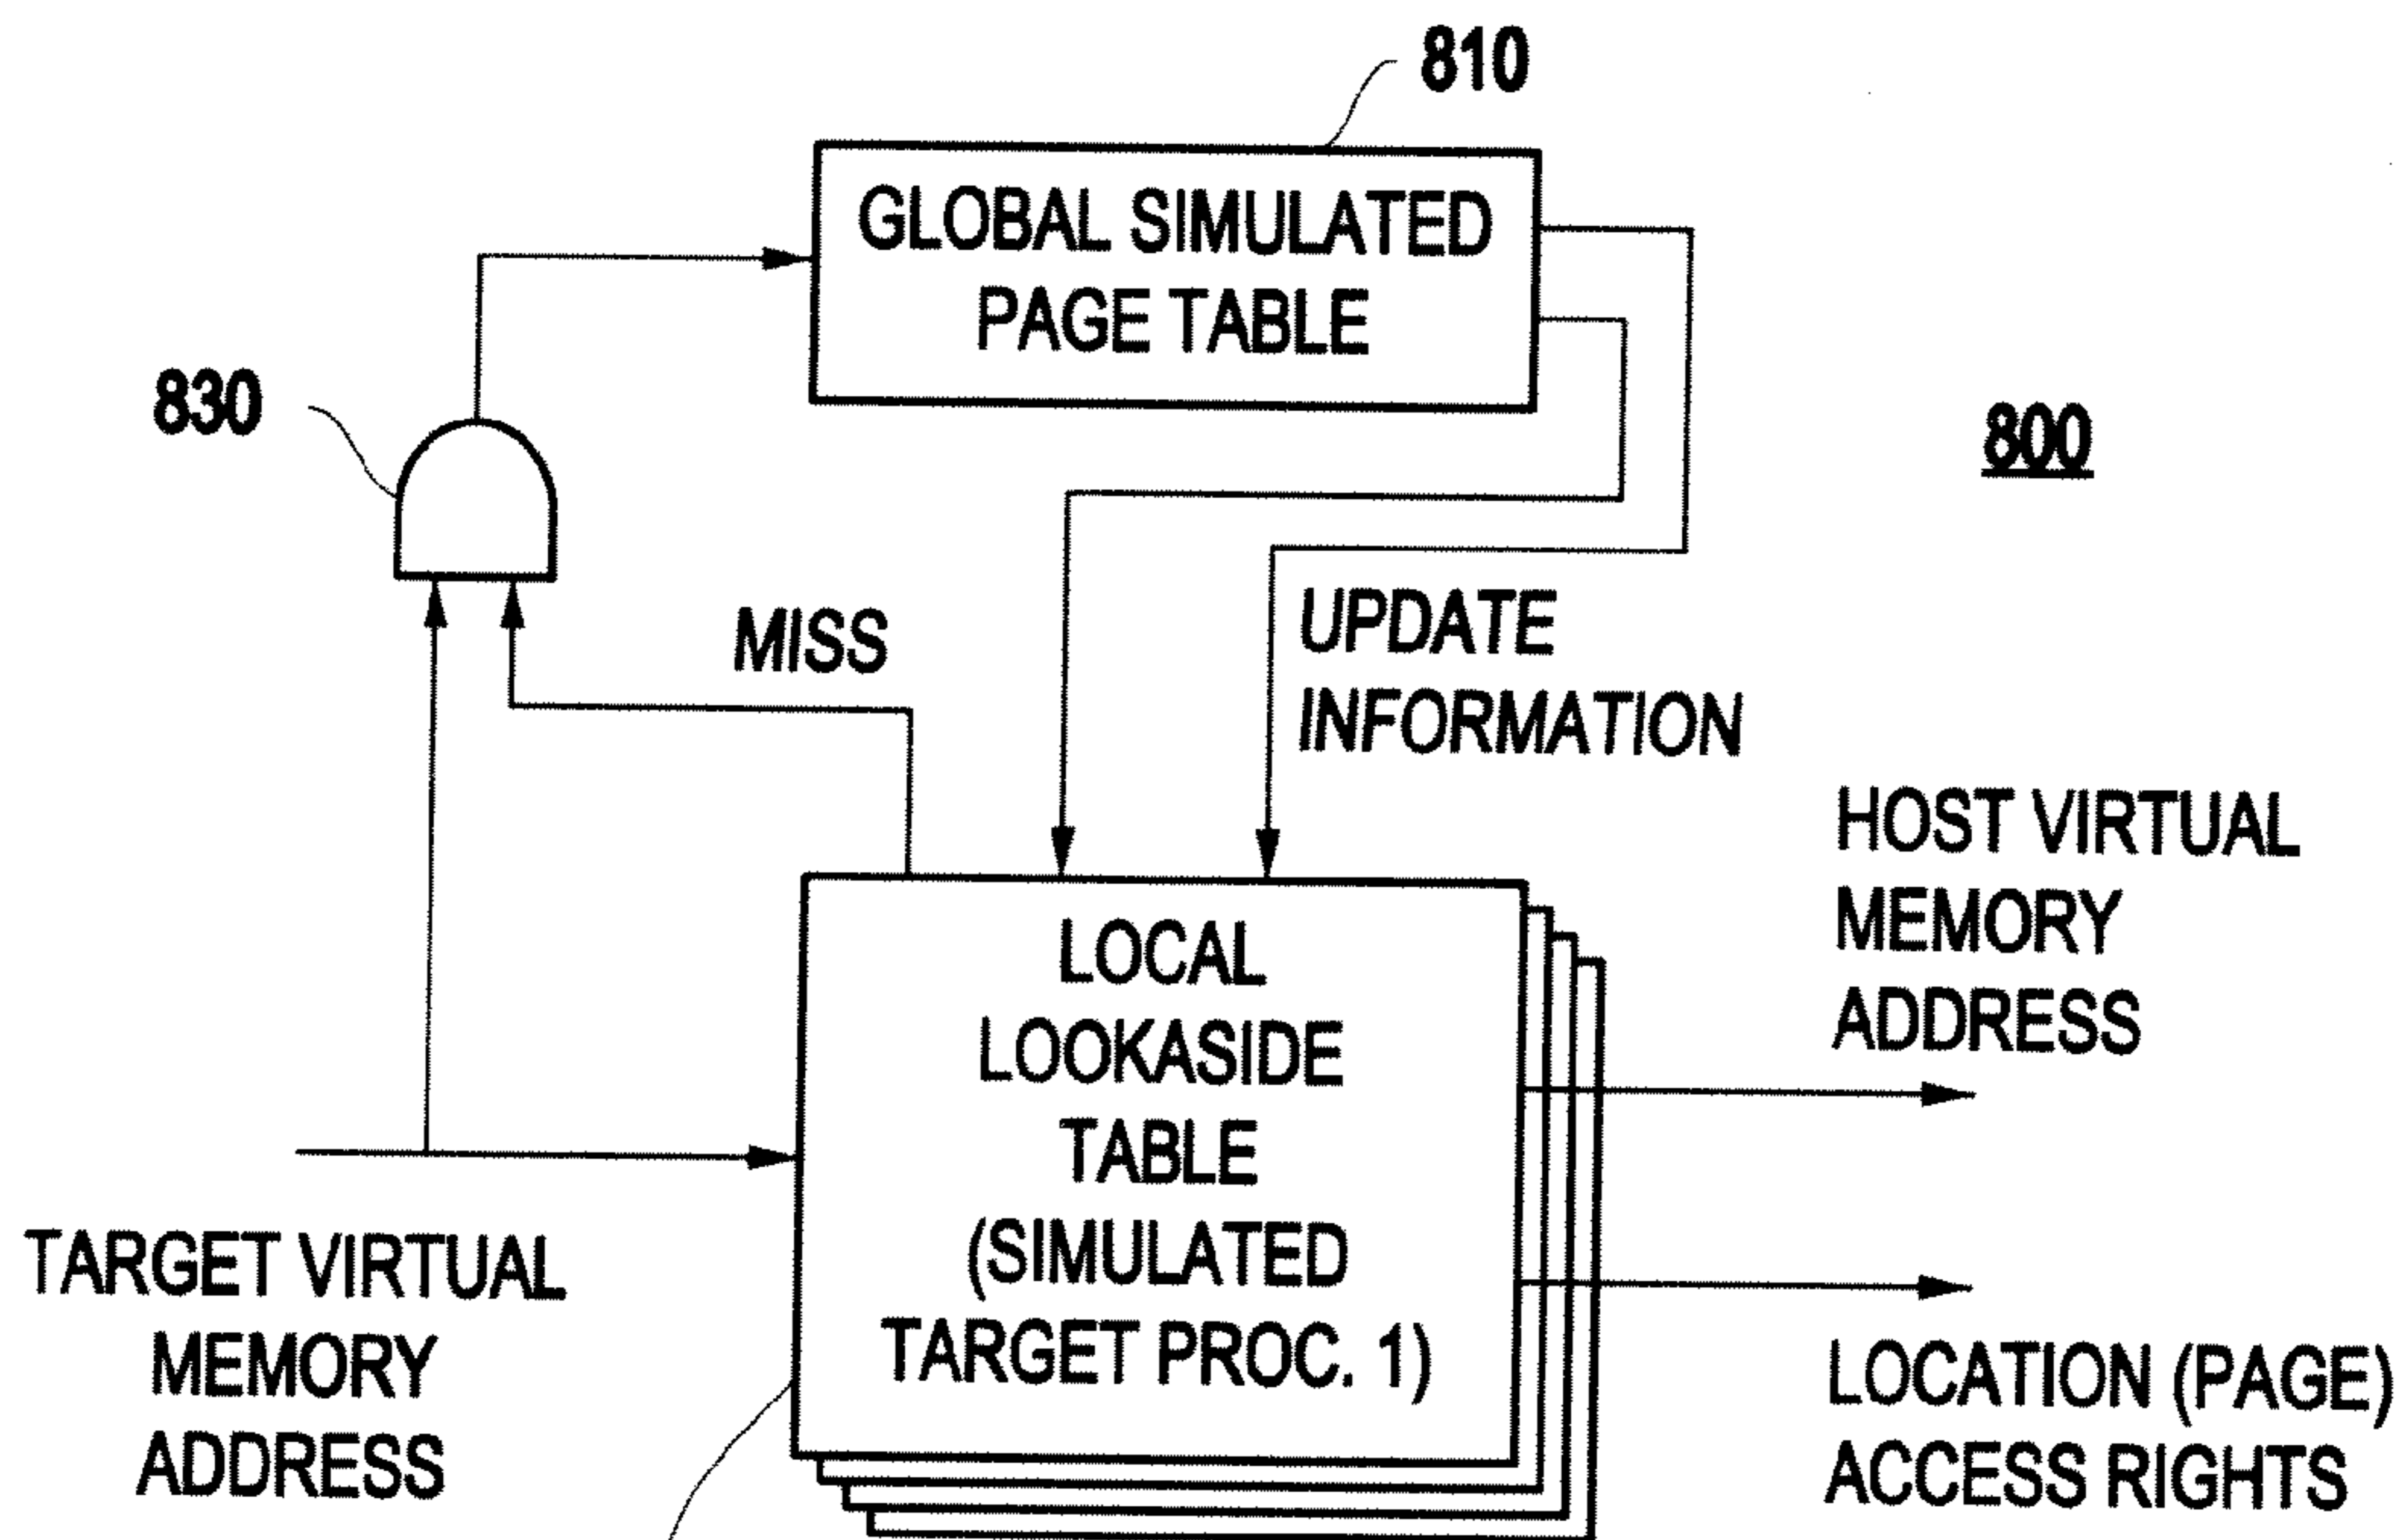 810
GLOBAL SIMULATED
PAGE TABLE
830
800
MISS
UPDATE
INFORMATION
HOST VIRTUAL
MEMORY
ADDRESS
LOCAL
LOOKASIDE
TABLE
(SIMULATED
TARGET PROC. 1)
TARGET VIRTUAL
MEMORY
ADDRESS
LOCATION (PAGE)
ACCESS RIGHTS